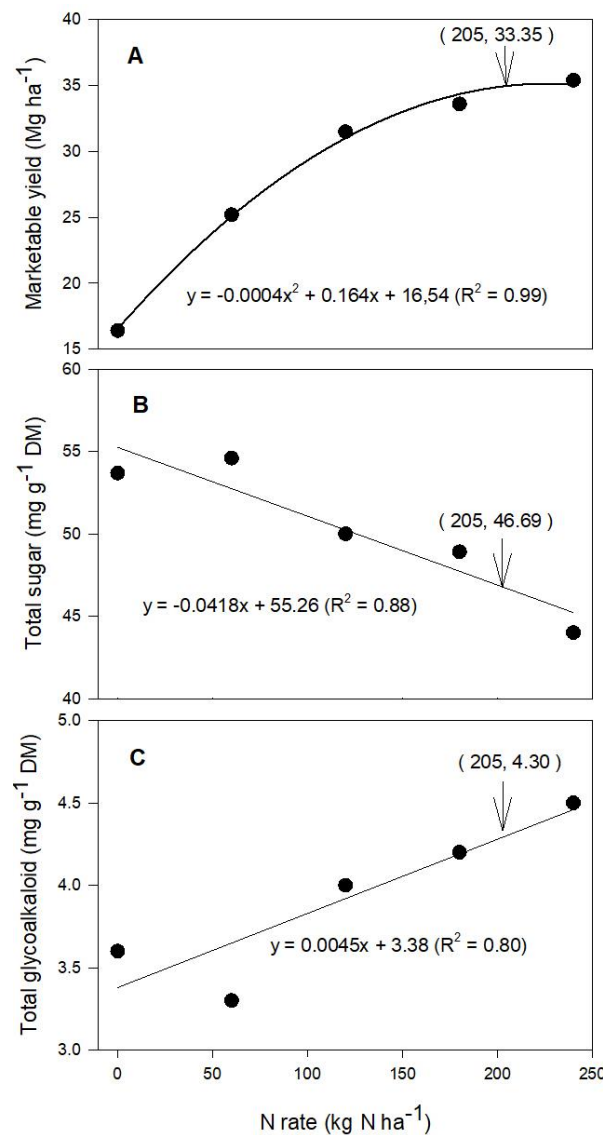 40
35
30
25
20
15
Marketable yield (Mg ha⁻¹)
A
( 205, 33.35 )
y = -0.0004x² + 0.164x + 16,54 (R² = 0.99)
60
55
50
45
40
Total sugar (mg g⁻¹ DM)
B
( 205, 46.69 )
y = -0.0418x + 55.26 (R² = 0.88)
5.0
4.5
4.0
3.5
3.0
Total glycoalkaloid (mg g⁻¹ DM)
C
( 205, 4.30 )
y = 0.0045x + 3.38 (R² = 0.80)
0 50 100 150 200 250
N rate (kg N ha⁻¹)